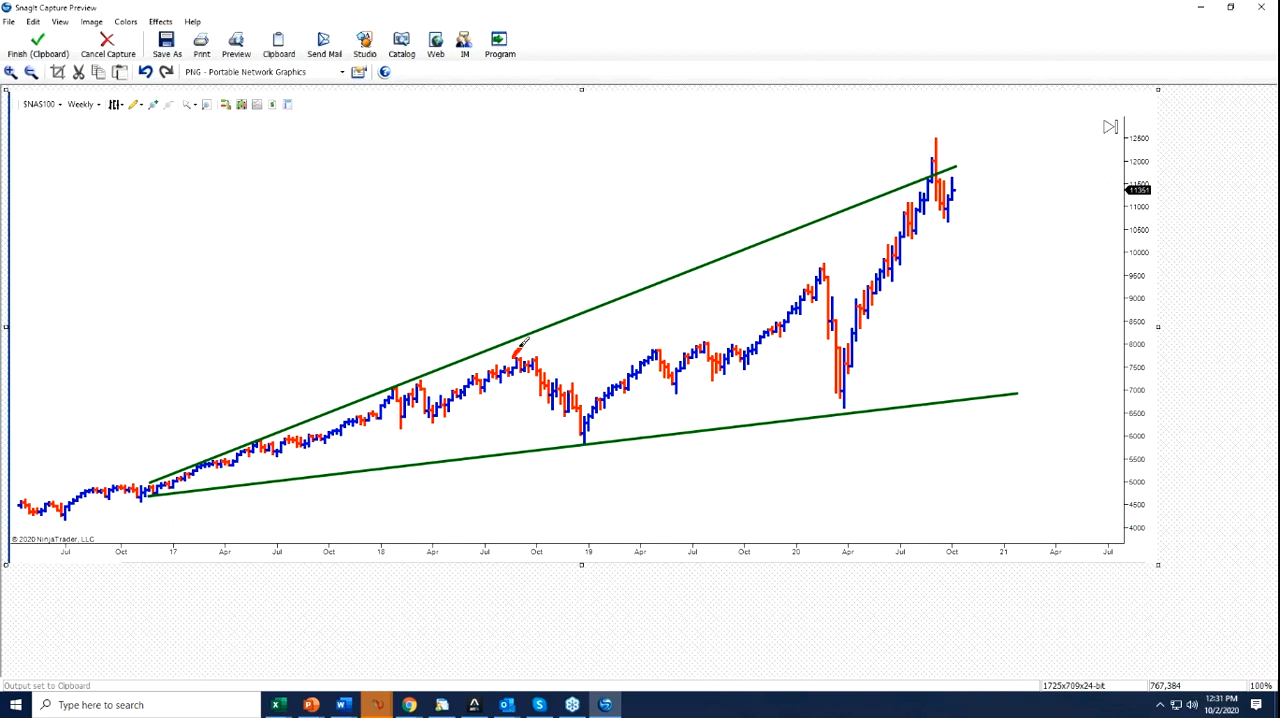 SnagIt Capture Preview
File Edit View Image Colors Effects Help
Finish (Clipboard) Cancel Capture Save As Print Preview Clipboard Send Mail Studio Catalog Web IM Program
PNG - Portable Network Graphics
$NAS100 Weekly
12500
12000
11500
11351
11000
10500
10000
9500
9000
8500
8000
7500
7000
6500
6000
5500
5000
4500
4000
© 2020 NinjaTrader, LLC
Jul Oct 17 Apr Jul Oct 18 Apr Jul Oct 19 Apr Jul Oct 20 Apr Jul Oct 21 Apr Jul
Output set to Clipboard 1725x709x24-bit 767,384 100%
Type here to search
12:31 PM
10/2/2020